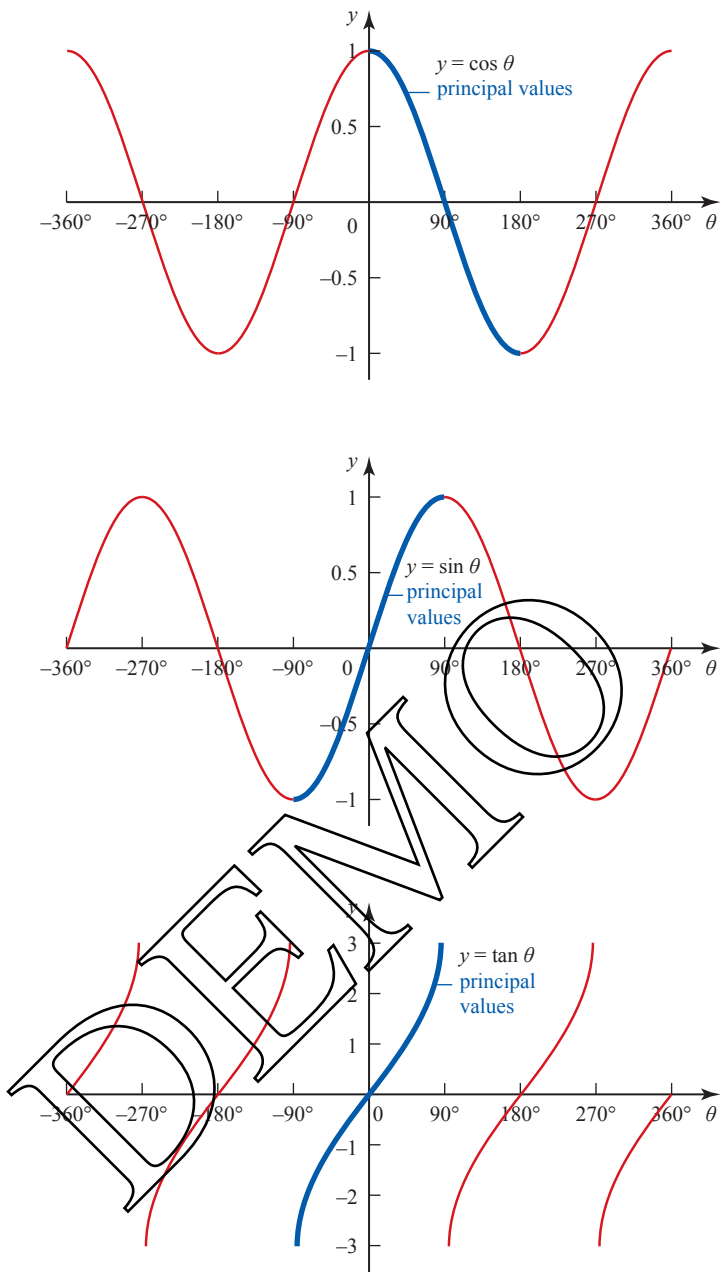 y
1
y = cos θ
principal values
0.5
–360° –270° –180° –90° 0 90° 180° 270° 360° θ
–0.5
–1
y
1
0.5
y = sin θ
principal
values
–360° –270° –180° –90° 0 90° 180° 270° 360° θ
–0.5
–1
y
3
y = tan θ
principal
values
2
1
–360° –270° –180° –90° 0 90° 180° 270° 360° θ
–1
–2
–3
DEMO